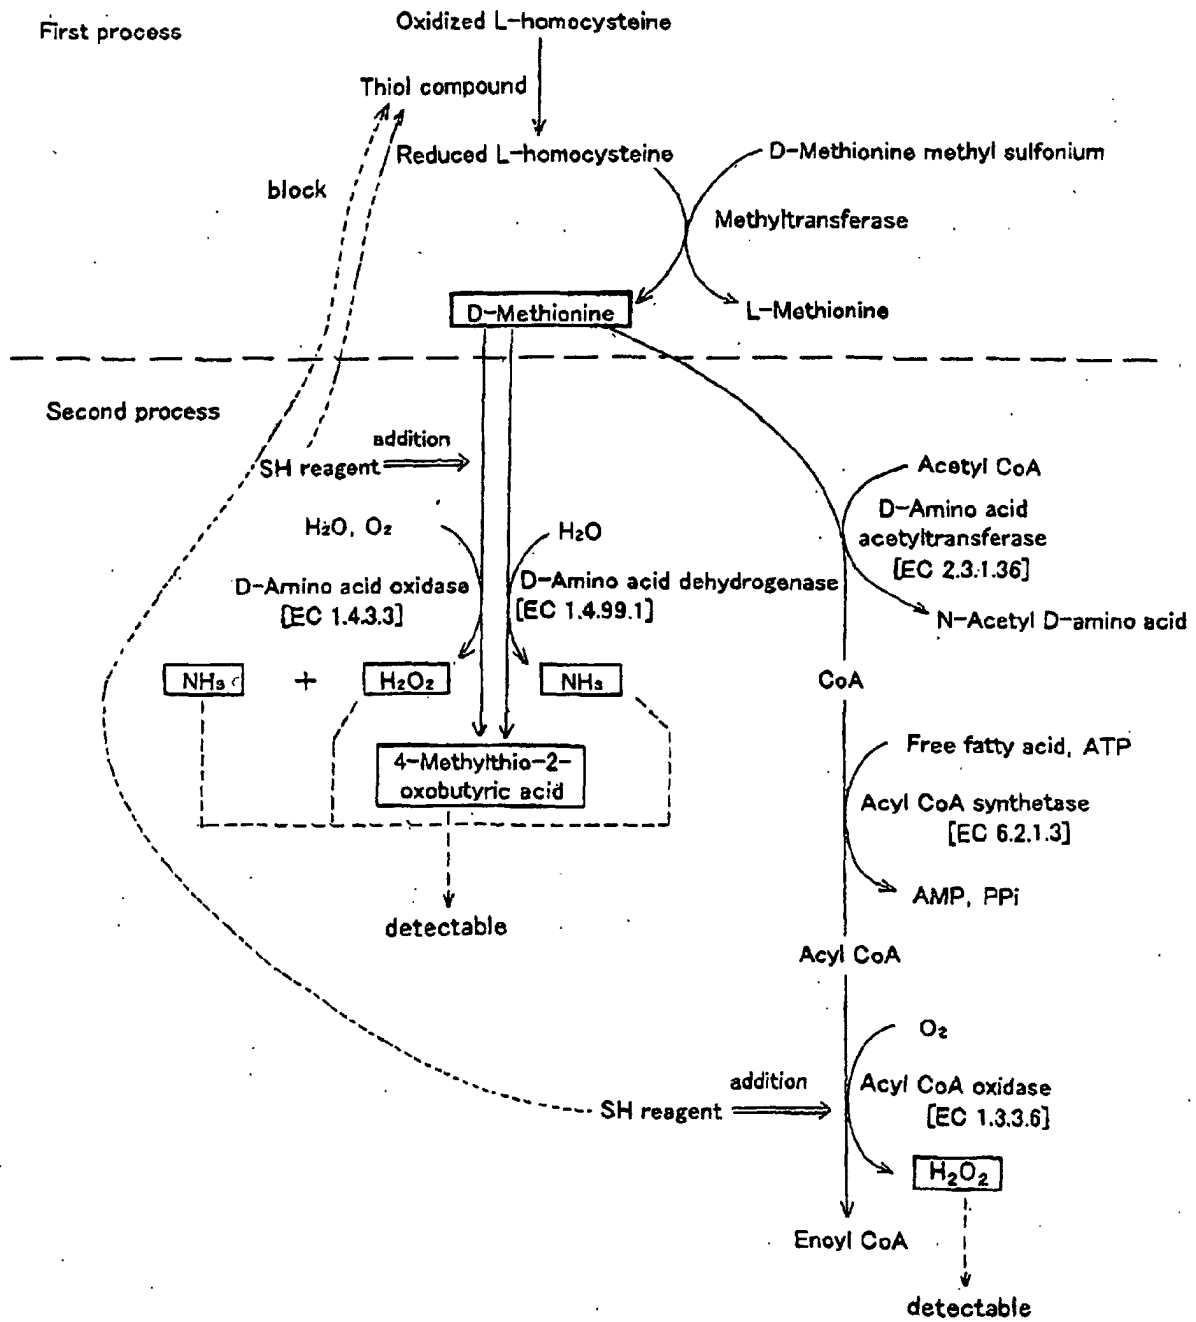 First process
Oxidized L-homocysteine
Thiol compound
Reduced L-homocysteine
D-Methionine methyl sulfonium
block
Methyltransferase
D-Methionine
L-Methionine
Second process
addition
SH reagent
Acetyl CoA
D-Amino acid
acetyltransferase
[EC 2.3.1.36]
H₂O, O₂
H₂O
D-Amino acid oxidase
[EC 1.4.3.3]
D-Amino acid dehydrogenase
[EC 1.4.99.1]
N-Acetyl D-amino acid
NH₃
+
H₂O₂
NH₃
CoA
4-Methylthio-2-
oxobutyric acid
Free fatty acid, ATP
Acyl CoA synthetase
[EC 6.2.1.3]
AMP, PPi
detectable
Acyl CoA
O₂
addition
SH reagent
Acyl CoA oxidase
[EC 1.3.3.6]
H₂O₂
Enoyl CoA
detectable